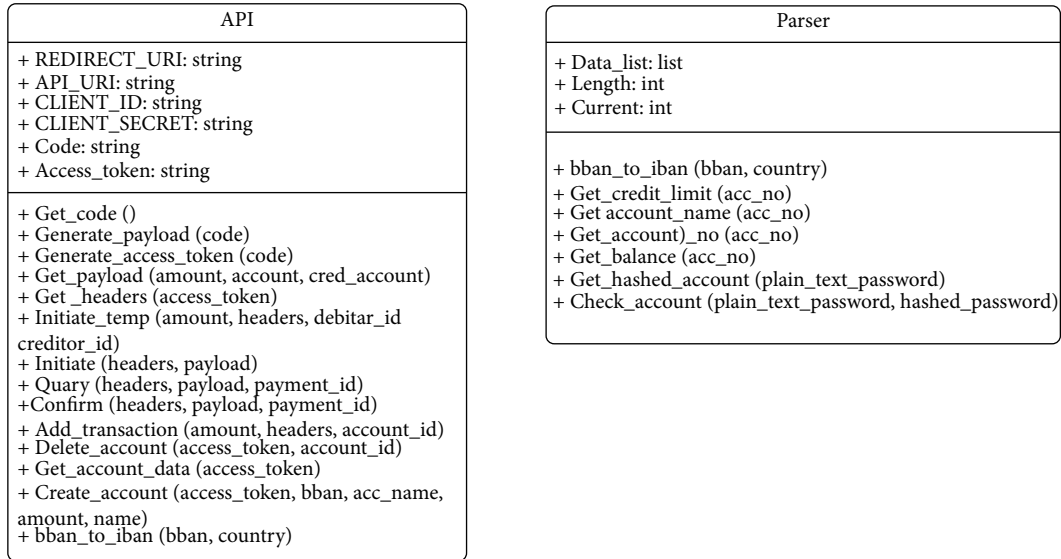 API
+ REDIRECT_URI: string
+ API_URI: string
+ CLIENT_ID: string
+ CLIENT_SECRET: string
+ Code: string
+ Access_token: string
+ Get_code ()
+ Generate_payload (code)
+ Generate_access_token (code)
+ Get_payload (amount, account, cred_account)
+ Get _headers (access_token)
+ Initiate_temp (amount, headers, debitar_id
creditor_id)
+ Initiate (headers, payload)
+ Quary (headers, payload, payment_id)
+Confirm (headers, payload, payment_id)
+ Add_transaction (amount, headers, account_id)
+ Delete_account (access_token, account_id)
+ Get_account_data (access_token)
+ Create_account (access_token, bban, acc_name,
amount, name)
+ bban_to_iban (bban, country)
Parser
+ Data_list: list
+ Length: int
+ Current: int
+ bban_to_iban (bban, country)
+ Get_credit_limit (acc_no)
+ Get account_name (acc_no)
+ Get_account)_no (acc_no)
+ Get_balance (acc_no)
+ Get_hashed_account (plain_text_password)
+ Check_account (plain_text_password, hashed_password)